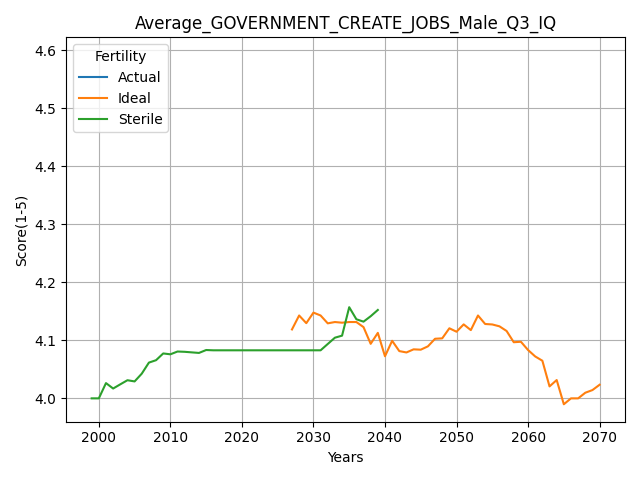 Average_GOVERNMENT_CREATE_JOBS_Male_Q3_IQ
Fertility
Actual
Ideal
Sterile
Score(1-5)
4.6
4.5
4.4
4.3
4.2
4.1
4.0
2000 2010 2020 2030 2040 2050 2060 2070
Years